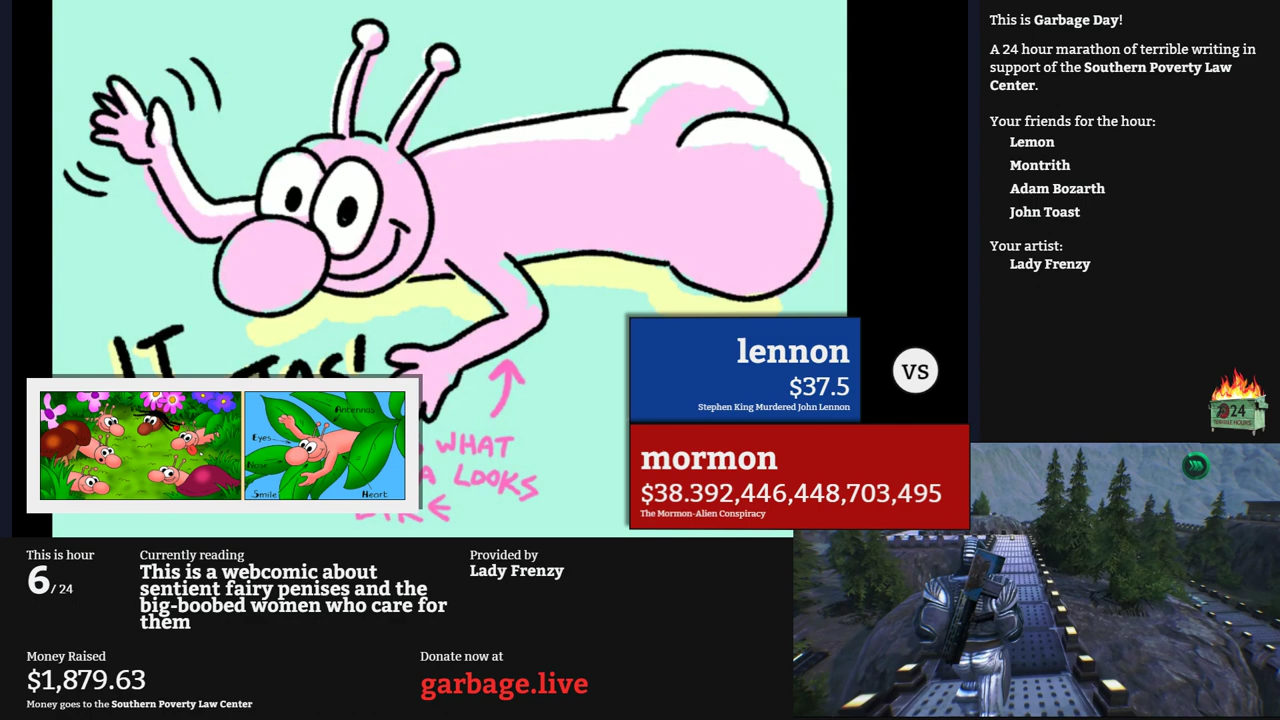 This is Garbage Day!
A 24 hour marathon of terrible writing in
support of the Southern Poverty Law
Center.
Your friends for the hour:
Lemon
Montrith
Adam Bozarth
John Toast
Your artist:
Lady Frenzy
IT
WHAT
LOOKS
Antennas
Eyes
Nose
Smile
Heart
lennon
$37.5
Stephen King Murdered John Lennon
VS
mormon
$38.392,446,448,703,495
The Mormon-Alien Conspiracy
This is hour
6 / 24
Currently reading
This is a webcomic about
sentient fairy penises and the
big-boobed women who care for
them
Provided by
Lady Frenzy
Money Raised
$1,879.63
Money goes to the Southern Poverty Law Center
Donate now at
garbage.live